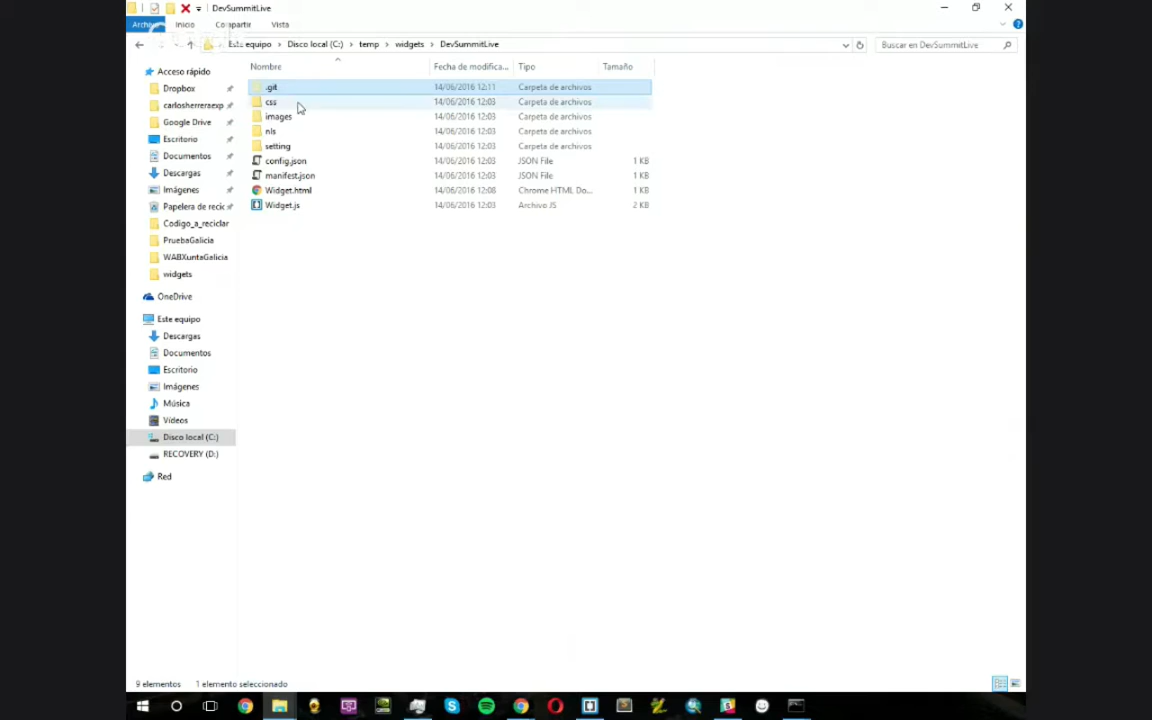 DevSummitLive
Archivo Inicio Compartir Vista
Este equipo Disco local (C:) temp widgets DevSummitLive
Buscar en DevSummitLive
Nombre Fecha de modifica... Tipo Tamaño
Acceso rápido
Dropbox
carlosherreraexp
Google Drive
Escritorio
Documentos
Descargas
Imágenes
Papelera de recic
Codigo_a_reciclar
PruebaGalicia
WABXuntaGalicia
widgets
OneDrive
Este equipo
Descargas
Documentos
Escritorio
Imágenes
Música
Vídeos
Disco local (C:)
RECOVERY (D:)
Red
.git 14/06/2016 12:11 Carpeta de archivos
css 14/06/2016 12:03 Carpeta de archivos
images 14/06/2016 12:03 Carpeta de archivos
nls 14/06/2016 12:03 Carpeta de archivos
setting 14/06/2016 12:03 Carpeta de archivos
config.json 14/06/2016 12:03 JSON File 1 KB
manifest.json 14/06/2016 12:03 JSON File 1 KB
Widget.html 14/06/2016 12:08 Chrome HTML Do... 1 KB
Widget.js 14/06/2016 12:03 Archivo JS 2 KB
9 elementos 1 elemento seleccionado